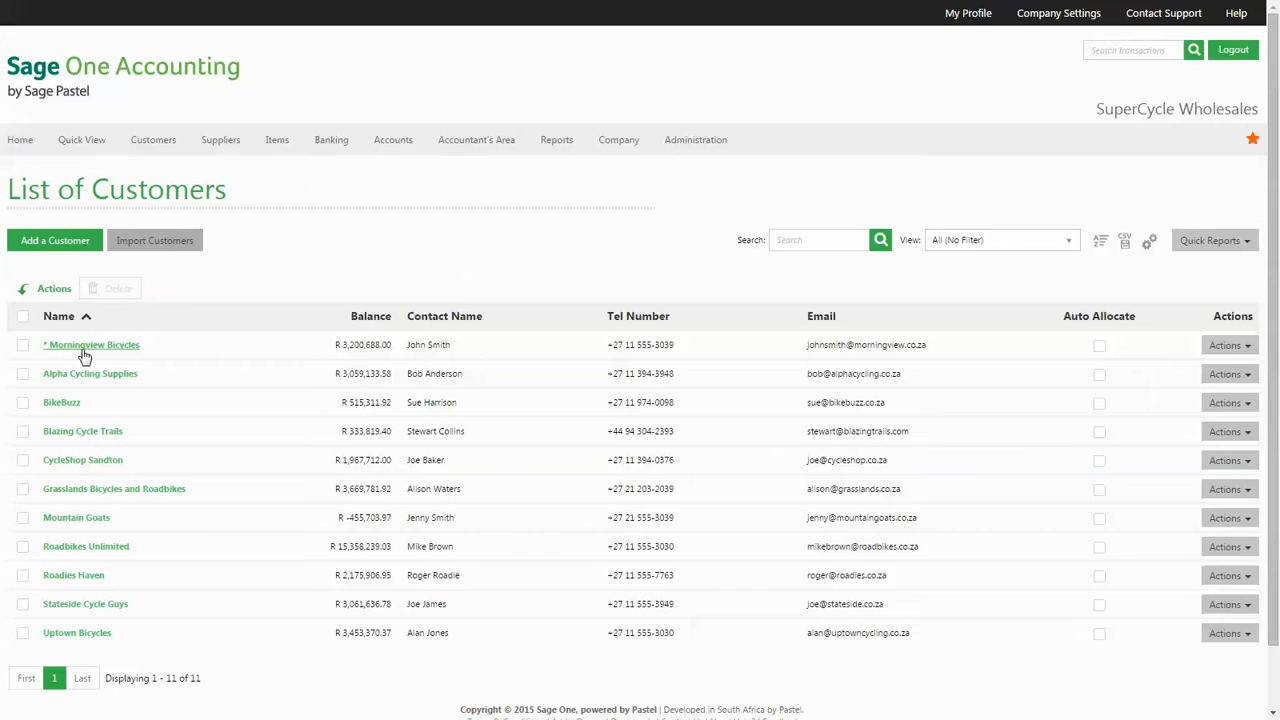 My Profile Company Settings Contact Support Help
Search transactions Logout
Sage One Accounting
by Sage Pastel
SuperCycle Wholesales
Home Quick View Customers Suppliers Items Banking Accounts Accountant's Area Reports Company Administration
List of Customers
Add a Customer Import Customers Search: Search View: All (No Filter) CSV Quick Reports
Actions Delete
Name Balance Contact Name Tel Number Email Auto Allocate Actions
* Morningview Bicycles R 3,200,688.00 John Smith +27 11 555-3039 johnsmith@morningview.co.za Actions
Alpha Cycling Supplies R 3,059,133.58 Bob Anderson +27 11 394-3948 bob@alphacycling.co.za Actions
BikeBuzz R 515,311.92 Sue Harrison +27 11 974-0098 sue@bikebuzz.co.za Actions
Blazing Cycle Trails R 333,819.40 Stewart Collins +44 94 304-2393 stewart@blazingtrails.com Actions
CycleShop Sandton R 1,967,712.00 Joe Baker +27 11 394-0376 joe@cycleshop.co.za Actions
Grasslands Bicycles and Roadbikes R 3,669,781.92 Alison Waters +27 21 203-2039 alison@grasslands.co.za Actions
Mountain Goats R -455,703.97 Jenny Smith +27 21 555-3039 jenny@mountaingoats.co.za Actions
Roadbikes Unlimited R 15,358,239.03 Mike Brown +27 11 555-3030 mikebrown@roadbikes.co.za Actions
Roadies Haven R 2,175,906.95 Roger Roadie +27 11 555-7763 roger@roadies.co.za Actions
Stateside Cycle Guys R 3,061,636.78 Joe James +27 11 555-3949 joe@stateside.co.za Actions
Uptown Bicycles R 3,453,370.37 Alan Jones +27 11 555-3030 alan@uptowncycling.co.za Actions
First 1 Last Displaying 1 - 11 of 11
Copyright © 2015 Sage One, powered by Pastel | Developed in South Africa by Pastel.